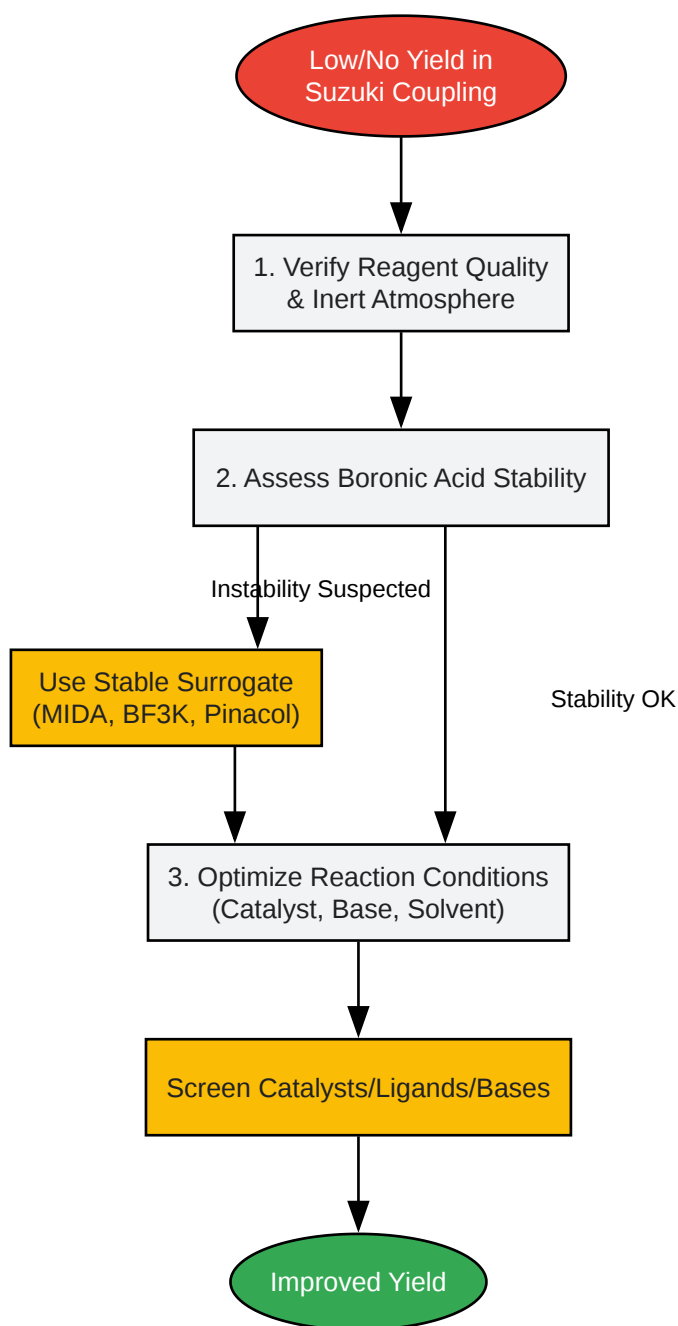 Low/No Yield in
Suzuki Coupling
1. Verify Reagent Quality
& Inert Atmosphere
2. Assess Boronic Acid Stability
Instability Suspected
Use Stable Surrogate
(MIDA, BF3K, Pinacol)
Stability OK
3. Optimize Reaction Conditions
(Catalyst, Base, Solvent)
Screen Catalysts/Ligands/Bases
Improved Yield